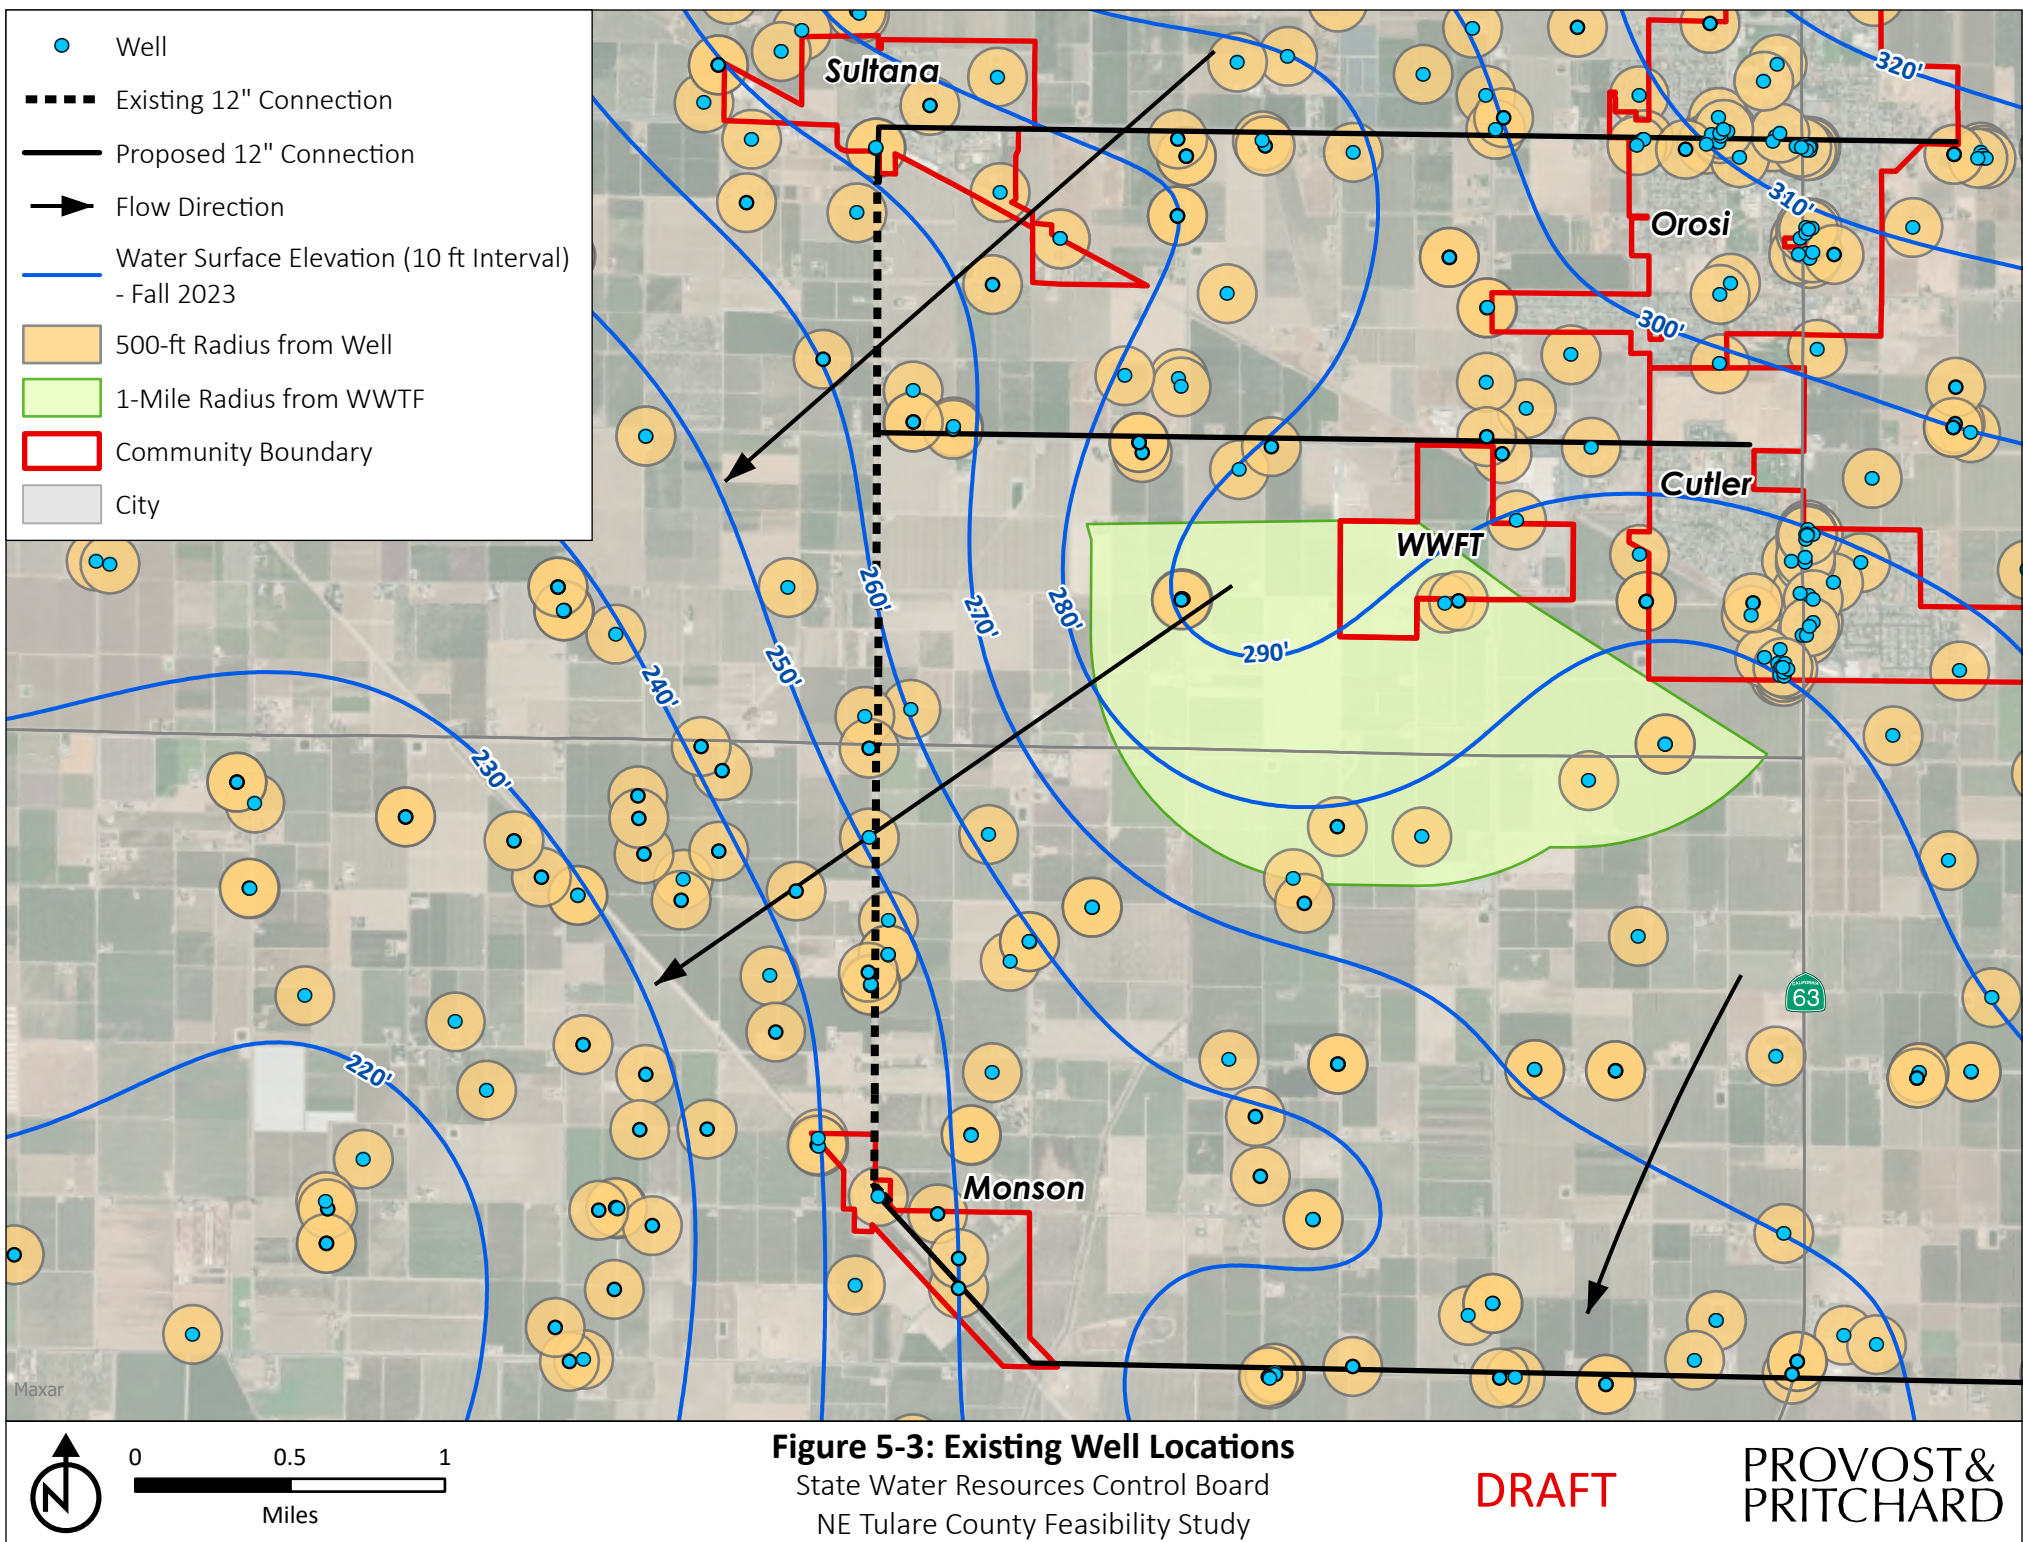 Well
Existing 12" Connection
Proposed 12" Connection
Flow Direction
Water Surface Elevation (10 ft Interval)
- Fall 2023
500-ft Radius from Well
1-Mile Radius from WWTF
Community Boundary
City
Sultana
320'
310'
Orosi
300'
Cutler
WWFT
260'
270'
280'
290'
250'
240'
230'
CALIFORNIA
63
220'
Monson
Maxar
N
0 0.5 1
Miles
Figure 5-3: Existing Well Locations
State Water Resources Control Board
NE Tulare County Feasibility Study
DRAFT
PROVOST&
PRITCHARD